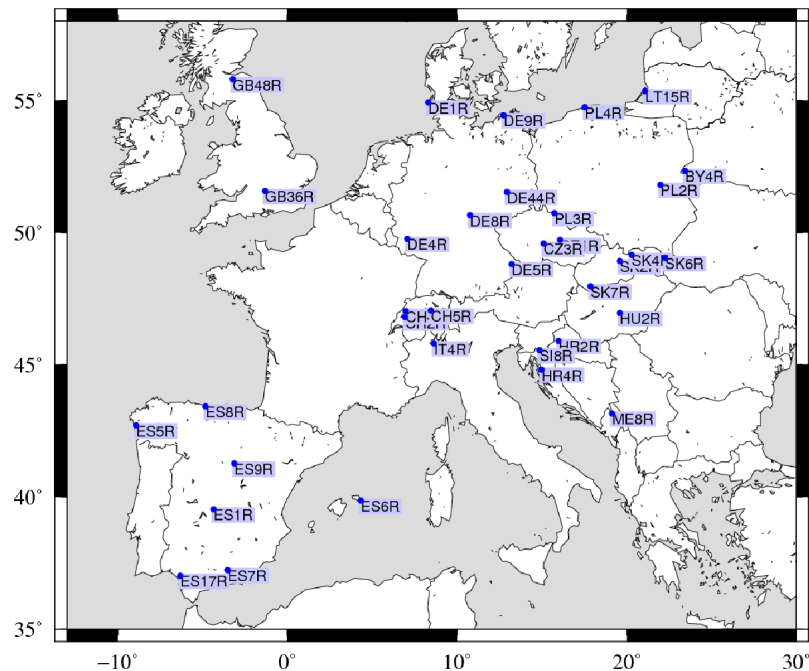 GB48R
DE1R
DE9R
PL4R
LT15R
55°
GB36R
DE44R
PL2R
BY4R
DE8R
PL3R
50°
DE4R
CZ3R
DE5R
SK6R
SK7R
CH5R
HU2R
IT4R
SI8R
HR2R
45°
HR4R
ES8R
ES5R
ME8R
ES9R
40°
ES1R
ES6R
ES17R
ES7R
35°
−10° 0° 10° 20° 30°